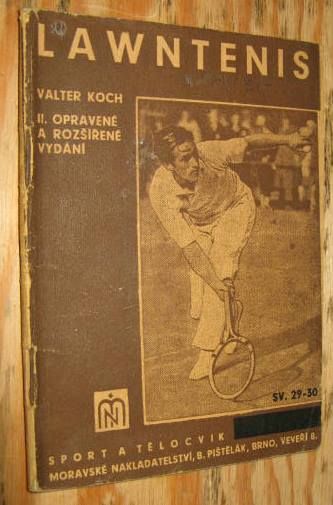 LAWNTENIS
VALTER KOCH
II. OPRAVENÉ
A ROZŠÍŘENÉ
VYDÁNÍ
SV. 29-30
SPORT A TĚLOCVIK
MORAVSKÉ NAKLADATELSTVÍ, B. PIŠTĚLÁK, BRNO, VEVEŘÍ 8.